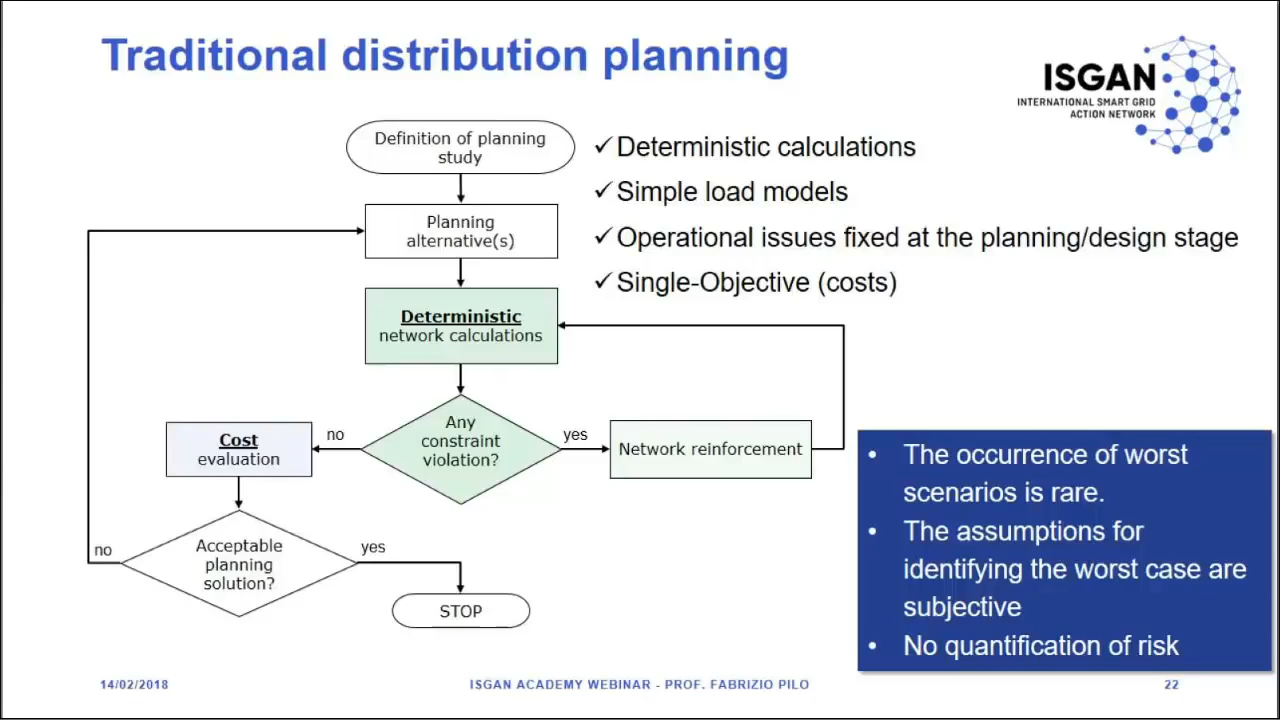 Traditional distribution planning
ISGAN
INTERNATIONAL SMART GRID
ACTION NETWORK
Definition of planning
study
Planning
alternative(s)
Deterministic
network calculations
Any
constraint
violation?
no
yes
Cost
evaluation
Network reinforcement
Acceptable
planning
solution?
no
yes
STOP
✓Deterministic calculations
✓Simple load models
✓Operational issues fixed at the planning/design stage
✓Single-Objective (costs)
• The occurrence of worst
scenarios is rare.
• The assumptions for
identifying the worst case are
subjective
• No quantification of risk
14/02/2018
ISGAN ACADEMY WEBINAR - PROF. FABRIZIO PILO
22